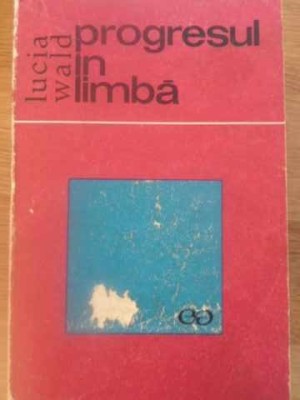 lucia
wald
progresul
în
limbă